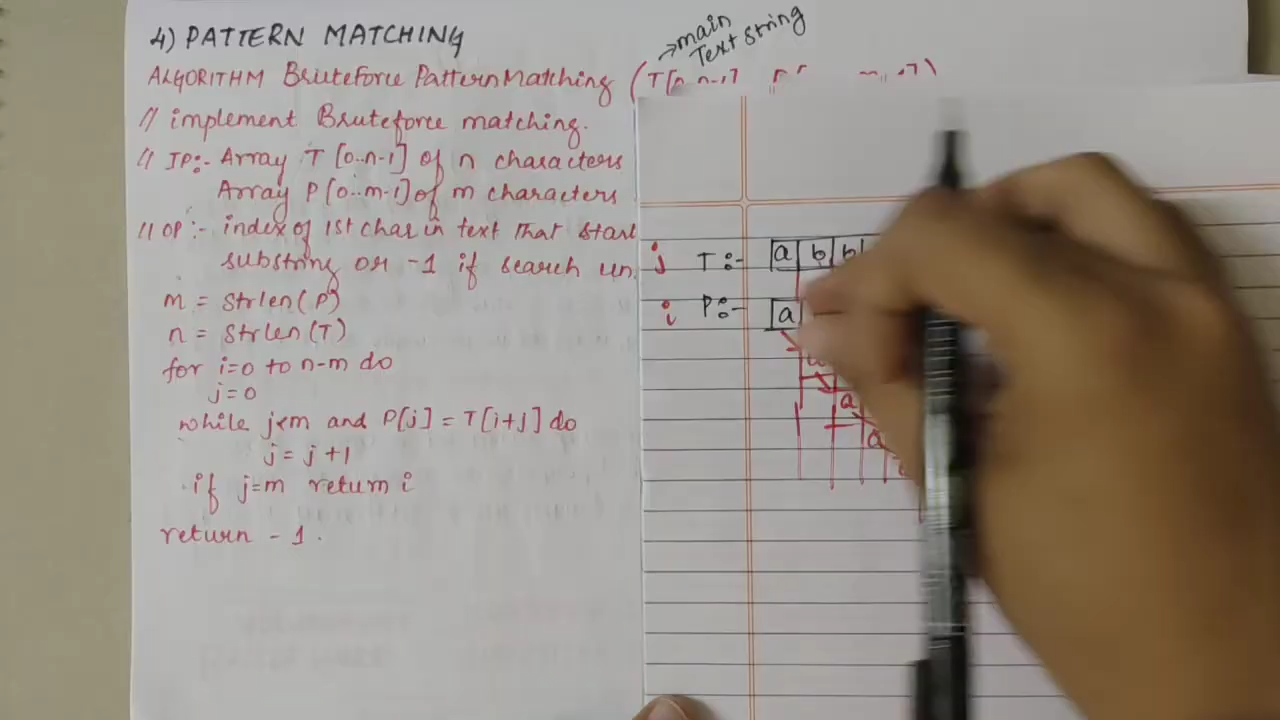 4) PATTERN MATCHING
→main
Text string
ALGORITHM Bruteforce PatternMatching (T[
// implement Bruteforce matching.
// IP:- Array T [0..n-1] of n characters
Array P[0..m-1] of m characters
// OP :- index of 1st char in text that start
substring or -1 if search un.
m = strlen(P)
n = strlen(T)
for i=0 to n-m do
j=0
while j<m and P[j] = T[i+j] do
j = j+1
if j=m return i
return -1.
j T:- a b b
i P:- a
a
a